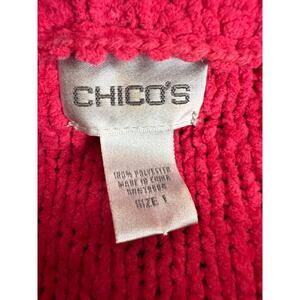 CHICO'S
100% POLYESTER
MADE IN CHINA
SIZE 1